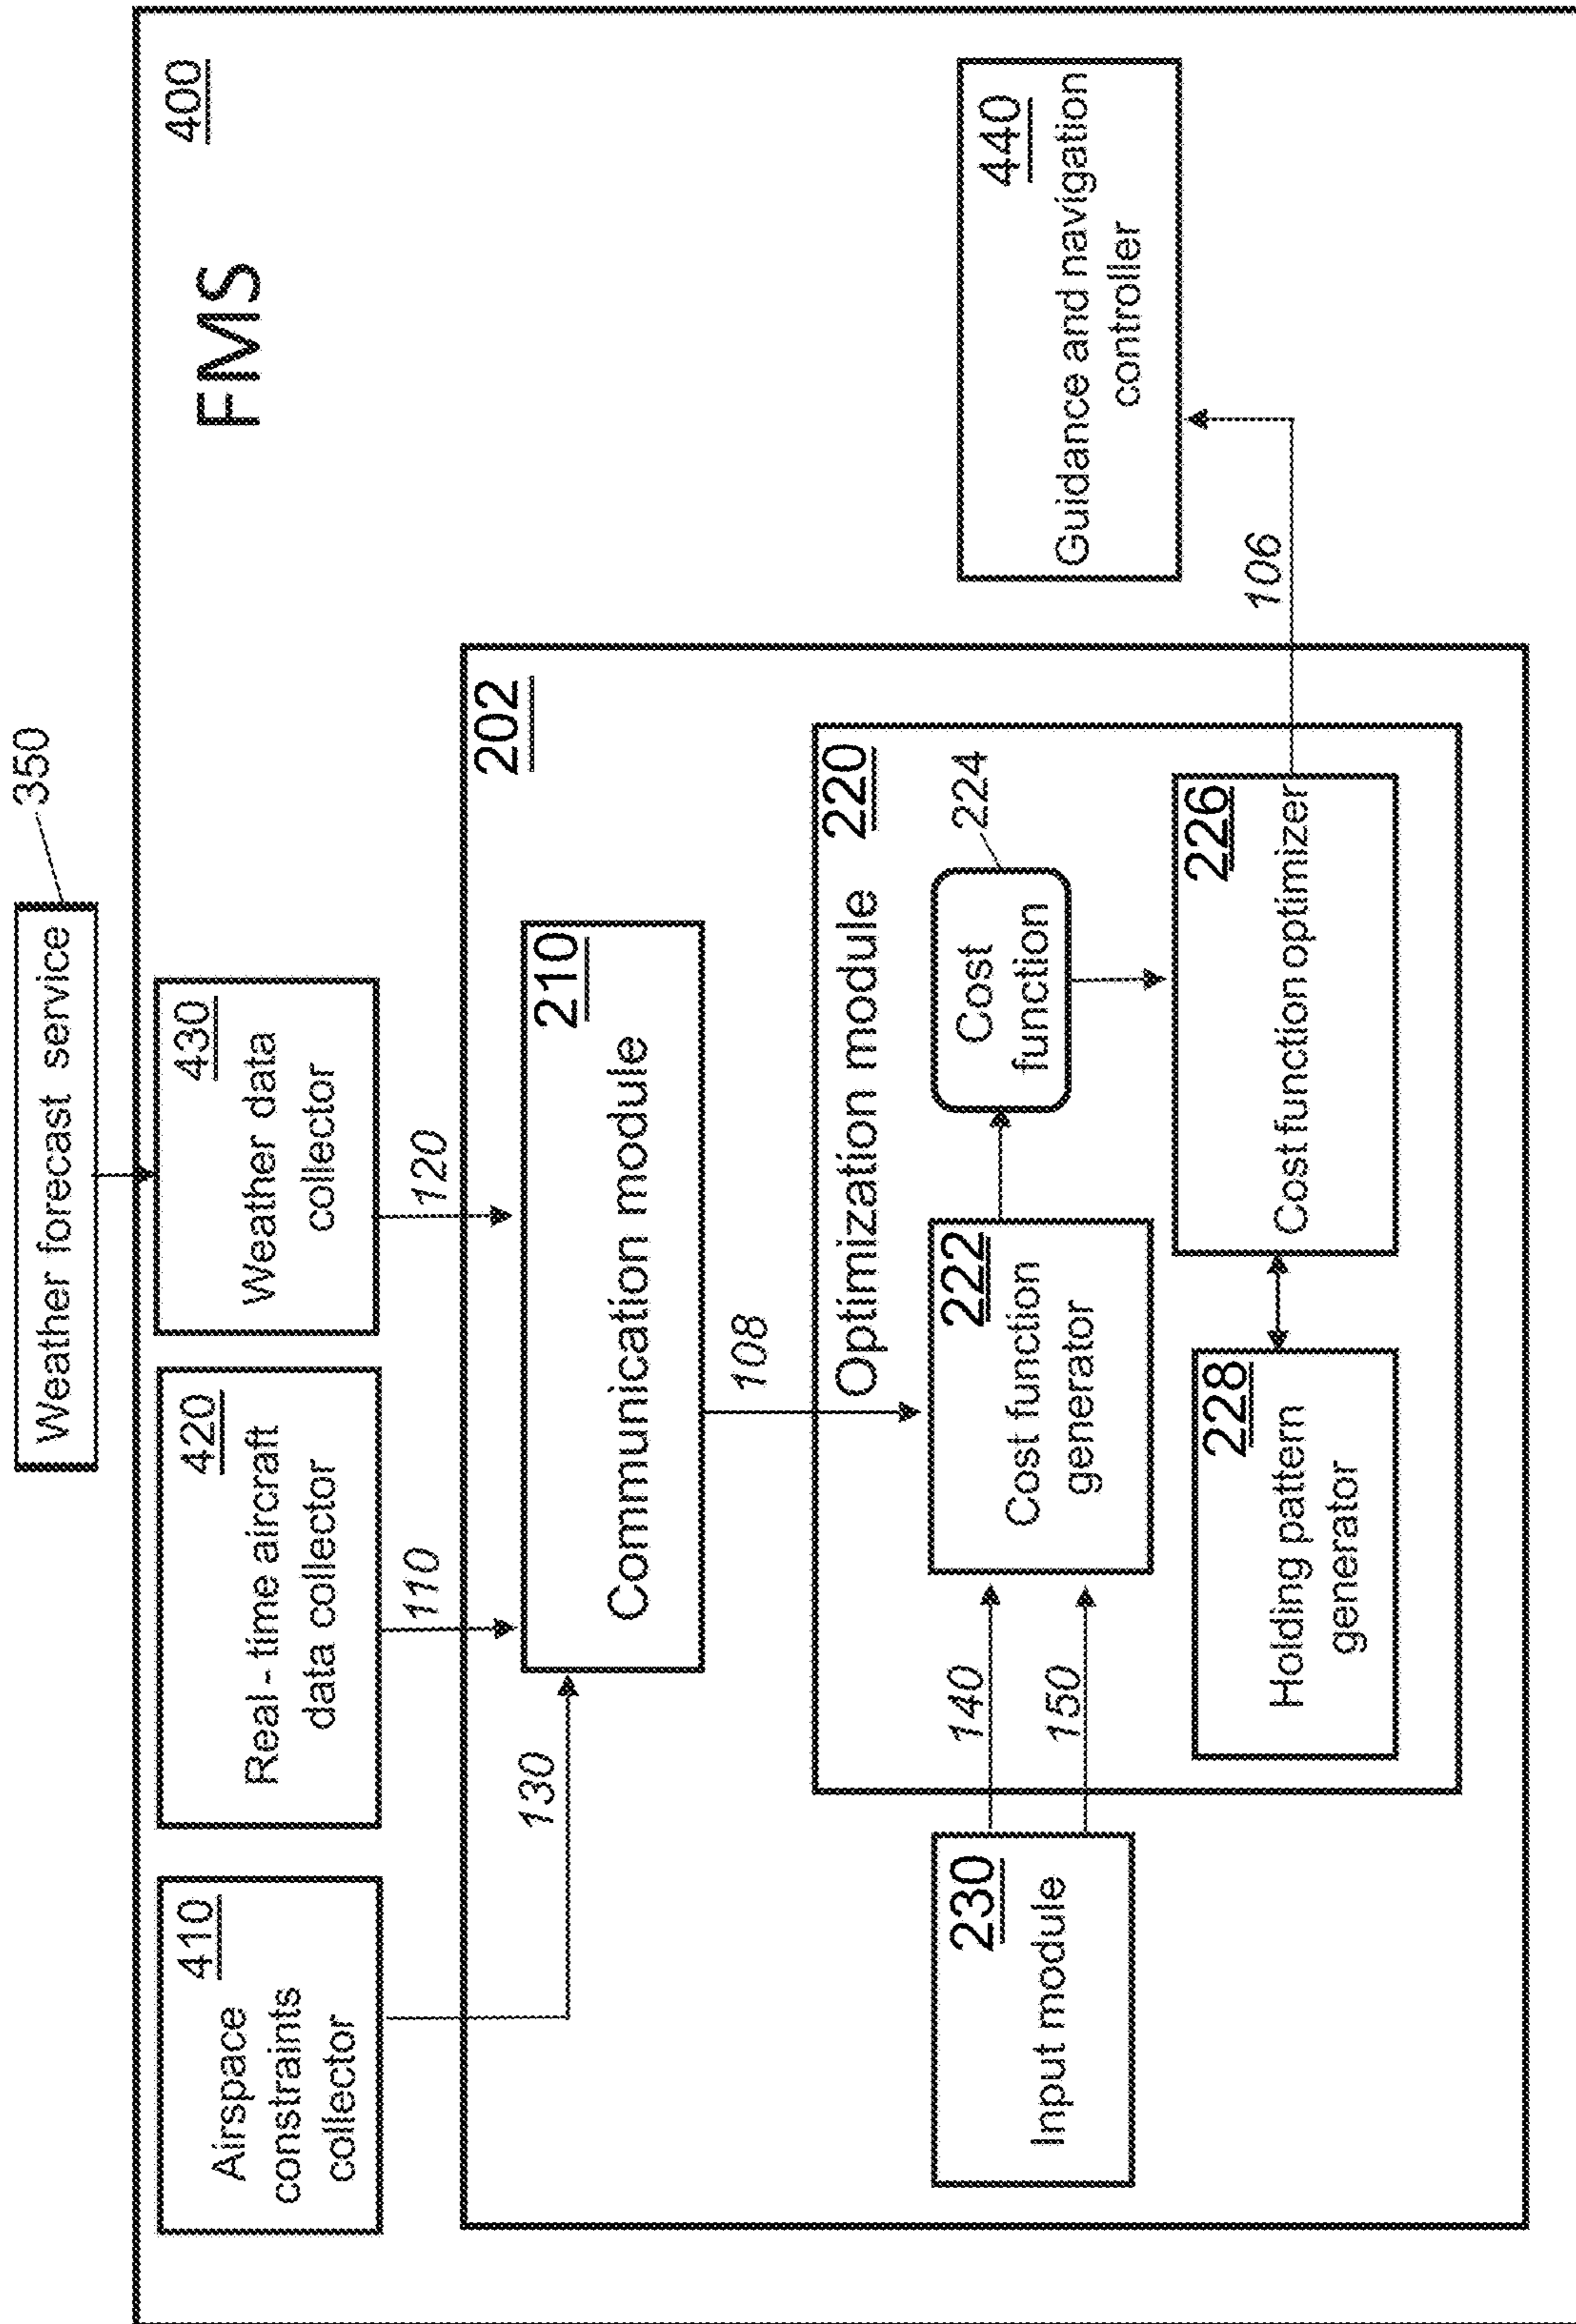 Weather forecast service
350
400
FMS
410
Airspace
constraints
collector
420
Real-time aircraft
data collector
430
Weather data
collector
130
110
120
202
210
Communication module
108
440
Guidance and navigation
controller
106
Optimization module
220
230
Input module
140
150
222
Cost function
generator
Cost
function
224
228
Holding pattern
generator
226
Cost function optimizer